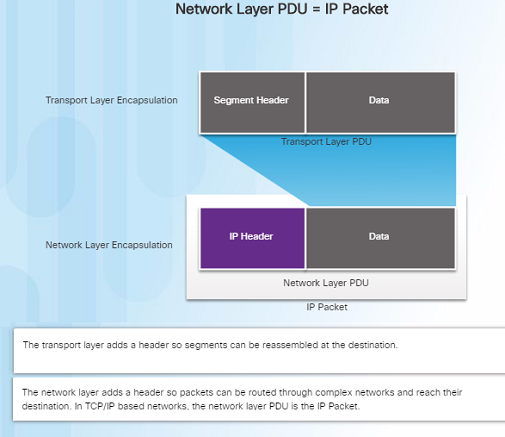 Network Layer PDU = IP Packet
Transport Layer Encapsulation
Segment Header
Data
Transport Layer PDU
Network Layer Encapsulation
IP Header
Data
Network Layer PDU
IP Packet
The transport layer adds a header so segments can be reassembled at the destination.
The network layer adds a header so packets can be routed through complex networks and reach their
destination. In TCP/IP based networks, the network layer PDU is the IP Packet.